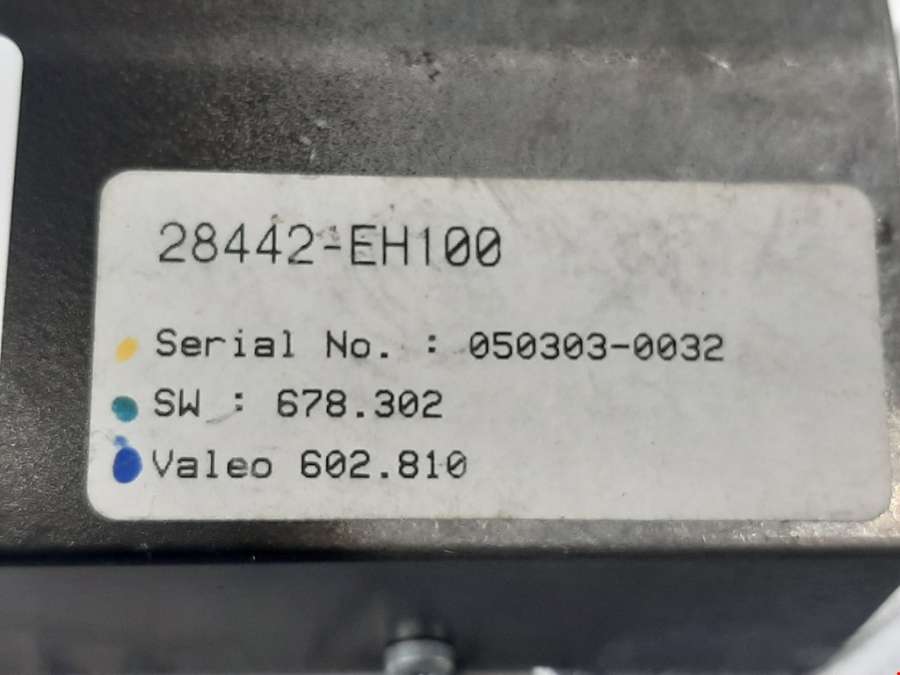 28442-EH100
Serial No. : 050303-0032
SW : 678.302
Valeo 602.810